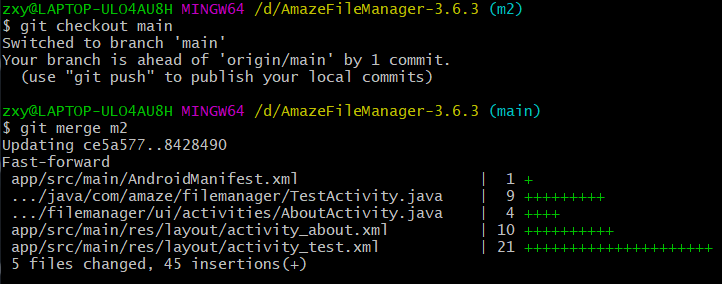 zxy@LAPTOP-ULO4AU8H MINGW64 /d/AmazeFileManager-3.6.3 (m2)
$ git checkout main
Switched to branch 'main'
Your branch is ahead of 'origin/main' by 1 commit.
  (use "git push" to publish your local commits)

zxy@LAPTOP-ULO4AU8H MINGW64 /d/AmazeFileManager-3.6.3 (main)
$ git merge m2
Updating ce5a577..8428490
Fast-forward
 app/src/main/AndroidManifest.xml                   |  1 +
 .../java/com/amaze/filemanager/TestActivity.java   |  9 +++++++++
 .../filemanager/ui/activities/AboutActivity.java   |  4 ++++
 app/src/main/res/layout/activity_about.xml         | 10 ++++++++++
 app/src/main/res/layout/activity_test.xml          | 21 +++++++++++++++++++++
 5 files changed, 45 insertions(+)